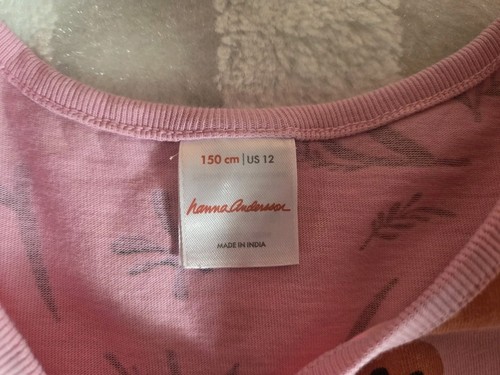 150 cm | US 12
hanna andersson
MADE IN INDIA